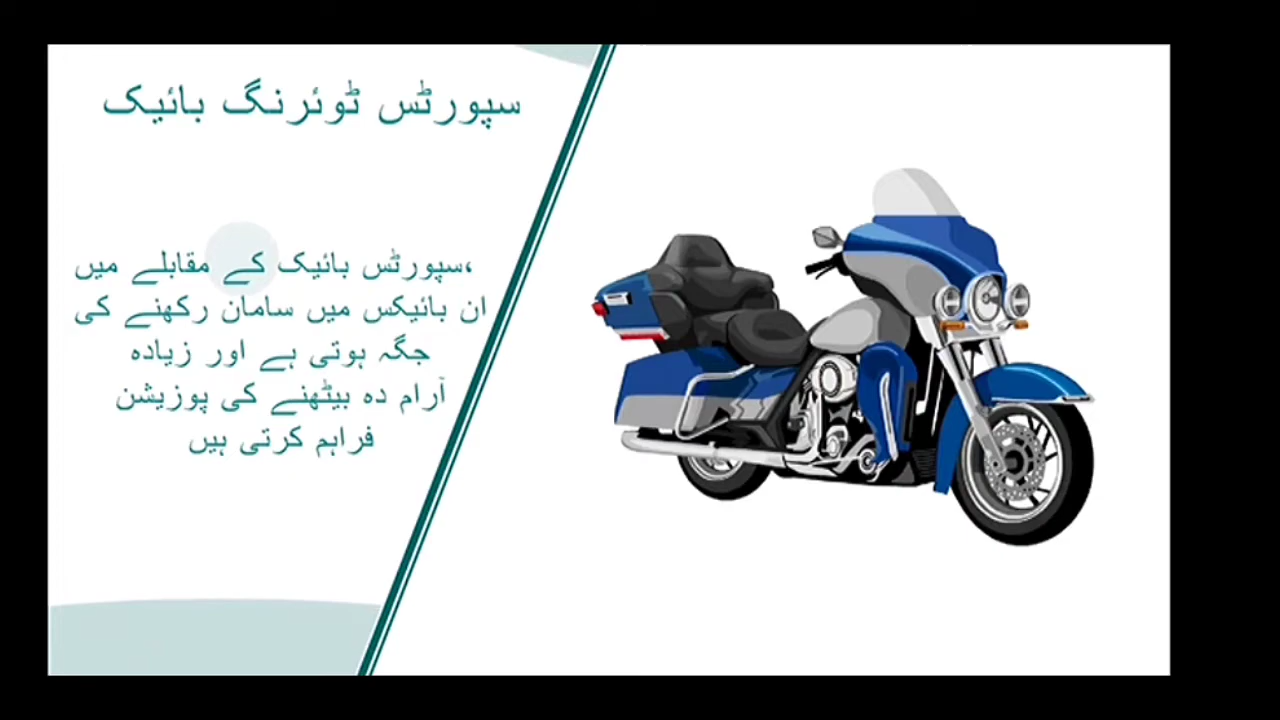 سپورٹس ٹوئرنگ بائیک
سپورٹس بائیک کے مقابلے میں،
ان بائیکس میں سامان رکھنے کی
جگہ ہوتی ہے اور زیادہ
آرام دہ بیٹھنے کی پوزیشن
فراہم کرتی ہیں